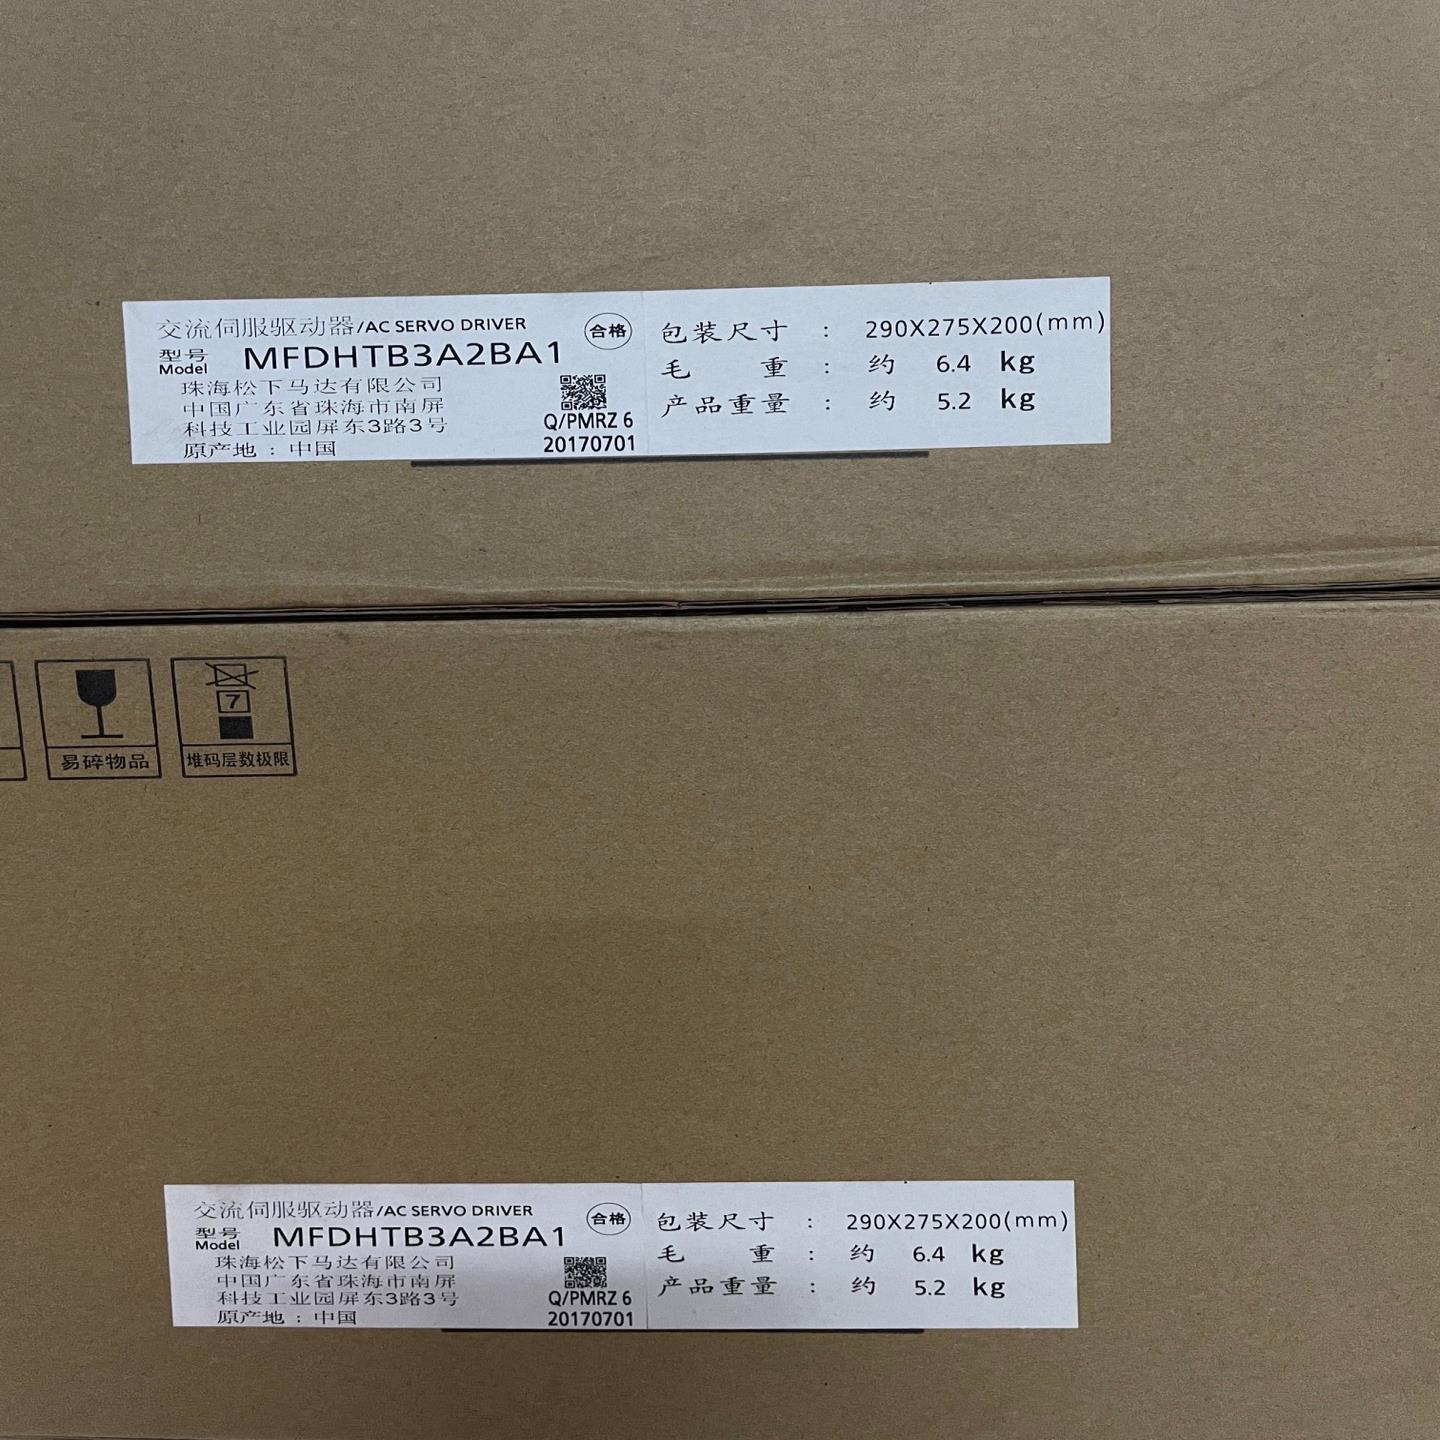 交流伺服驱动器/AC SERVO DRIVER 合格
型号 Model MFDHTB3A2BA1
珠海松下马达有限公司
中国广东省珠海市南屏
科技工业园屏东3路3号
原产地：中国
Q/PMRZ 6
20170701
包装尺寸 : 290X275X200(mm)
毛 重 : 约 6.4 kg
产品重量 : 约 5.2 kg
7
易碎物品
堆码层数极限
交流伺服驱动器/AC SERVO DRIVER 合格
型号 Model MFDHTB3A2BA1
珠海松下马达有限公司
中国广东省珠海市南屏
科技工业园屏东3路3号
原产地：中国
Q/PMRZ 6
20170701
包装尺寸 : 290X275X200(mm)
毛 重 : 约 6.4 kg
产品重量 : 约 5.2 kg